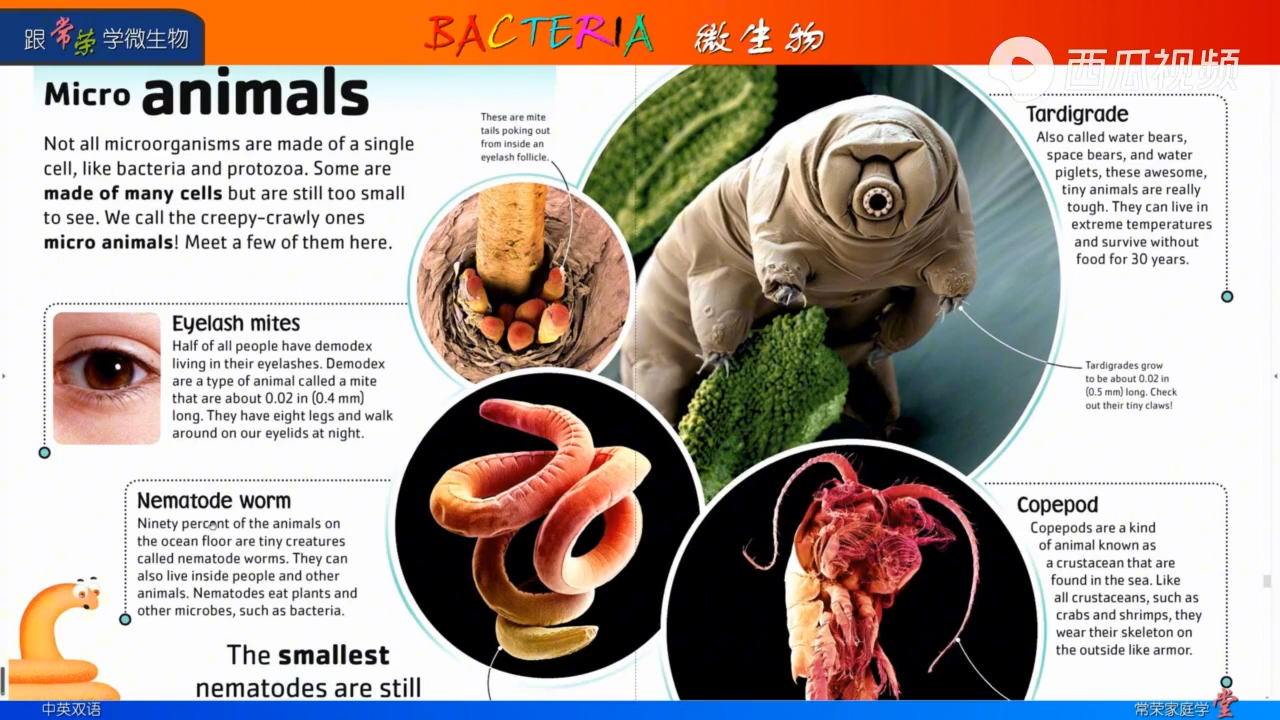 跟常荣学微生物
BACTERIA 微生物
西瓜视频
Micro animals
Not all microorganisms are made of a single
cell, like bacteria and protozoa. Some are
made of many cells but are still too small
to see. We call the creepy-crawly ones
micro animals! Meet a few of them here.
These are mite
tails poking out
from inside an
eyelash follicle.
Tardigrade
Also called water bears,
space bears, and water
piglets, these awesome,
tiny animals are really
tough. They can live in
extreme temperatures
and survive without
food for 30 years.
Eyelash mites
Half of all people have demodex
living in their eyelashes. Demodex
are a type of animal called a mite
that are about 0.02 in (0.4 mm)
long. They have eight legs and walk
around on our eyelids at night.
Tardigrades grow
to be about 0.02 in
(0.5 mm) long. Check
out their tiny claws!
Nematode worm
Ninety percent of the animals on
the ocean floor are tiny creatures
called nematode worms. They can
also live inside people and other
animals. Nematodes eat plants and
other microbes, such as bacteria.
Copepod
Copepods are a kind
of animal known as
a crustacean that are
found in the sea. Like
all crustaceans, such as
crabs and shrimps, they
wear their skeleton on
the outside like armor.
The smallest
nematodes are still
中英双语
常荣家庭学堂